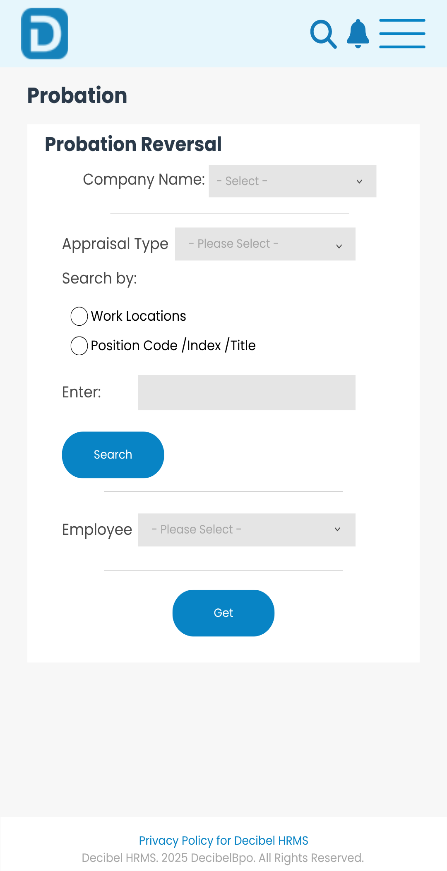 D
Probation
Probation Reversal
Company Name: - Select -
Appraisal Type - Please Select -
Search by:
Work Locations
Position Code /Index /Title
Enter:
Search
Employee - Please Select -
Get
Privacy Policy for Decibel HRMS
Decibel HRMS. 2025 DecibelBpo. All Rights Reserved.